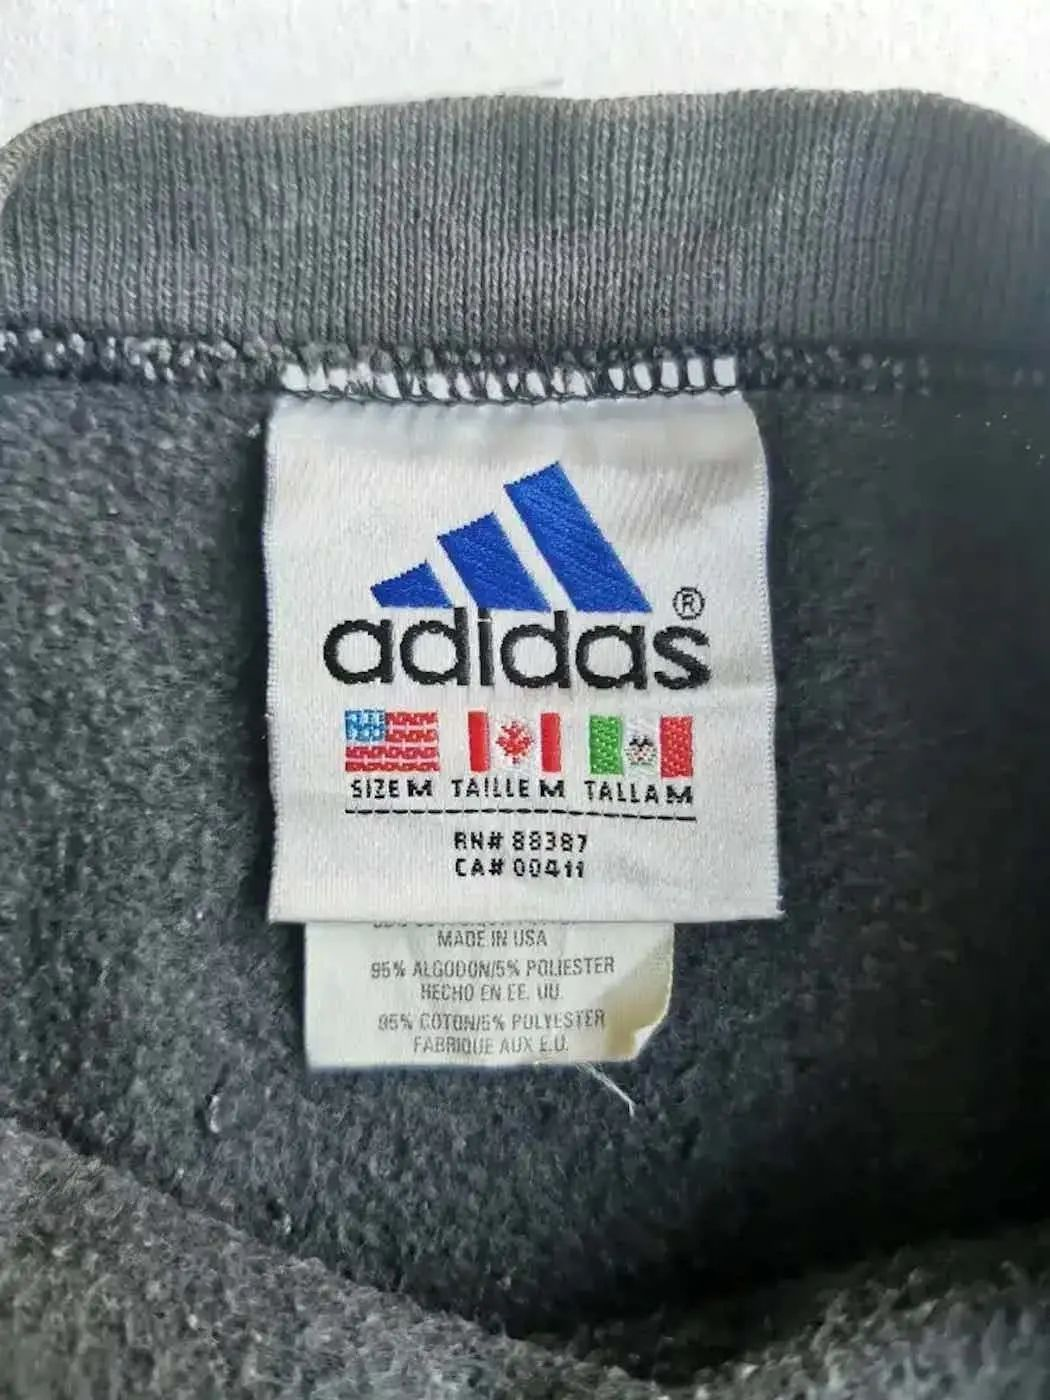 adidas®
SIZE M TAILLE M TALLA M
RN# 88387
CA# 00411
MADE IN USA
95% ALGODON/5% POLIESTER
HECHO EN EE. UU.
95% COTON/5% POLYESTER
FABRIQUE AUX E.U.